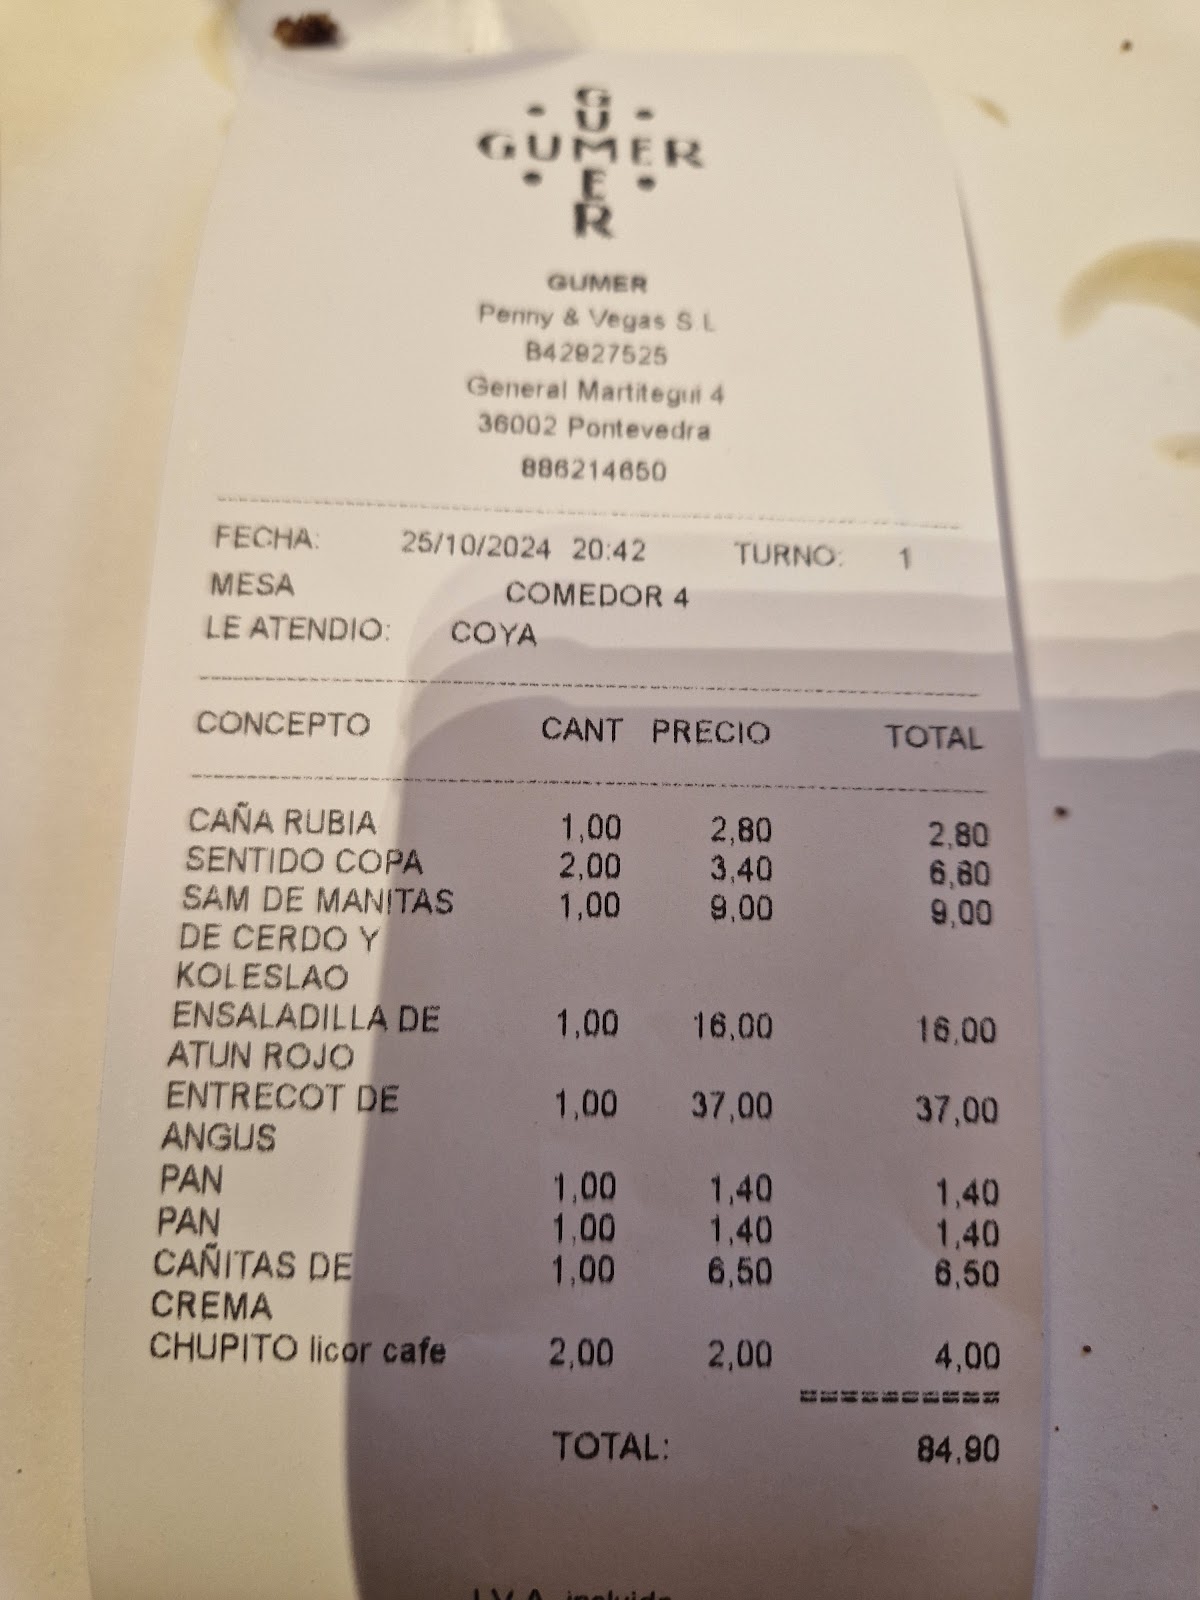 GUMER
GUMER
GUMER
Penny & Vegas S L
B42927525
General Martitegui 4
36002 Pontevedra
886214650
FECHA: 25/10/2024 20:42 TURNO: 1
MESA COMEDOR 4
LE ATENDIO: COYA
CONCEPTO CANT PRECIO TOTAL
CAÑA RUBIA 1,00 2,80 2,80
SENTIDO COPA 2,00 3,40 6,80
SAM DE MANITAS 1,00 9,00 9,00
DE CERDO Y
KOLESLAO
ENSALADILLA DE 1,00 16,00 16,00
ATUN ROJO
ENTRECOT DE 1,00 37,00 37,00
ANGUS
PAN 1,00 1,40 1,40
PAN 1,00 1,40 1,40
CAÑITAS DE 1,00 6,50 6,50
CREMA
CHUPITO licor cafe 2,00 2,00 4,00
==========
TOTAL: 84,90
I.V.A. incluido